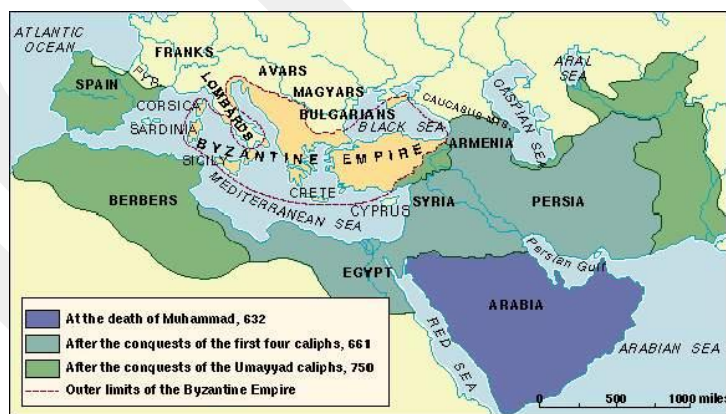 ATLANTIC
OCEAN
FRANKS
ARAL
SEA
SPAIN
PYR.
AVARS
LOMBARDS
MAGYARS
CORSICA
BULGARIANS
CASPIAN SEA
CAUCASUS MTS.
BLACK SEA
SARDINIA
BYZANTINE EMPIRE
ARMENIA
SICILY
BERBERS
MEDITERRANEAN SEA
CRETE
CYPRUS
SYRIA
PERSIA
EGYPT
Persian Gulf
ARABIA
RED SEA
ARABIAN SEA
At the death of Muhammad, 632
After the conquests of the first four caliphs, 661
After the conquests of the Umayyad caliphs, 750
Outer limits of the Byzantine Empire
0 500 1000 mile.